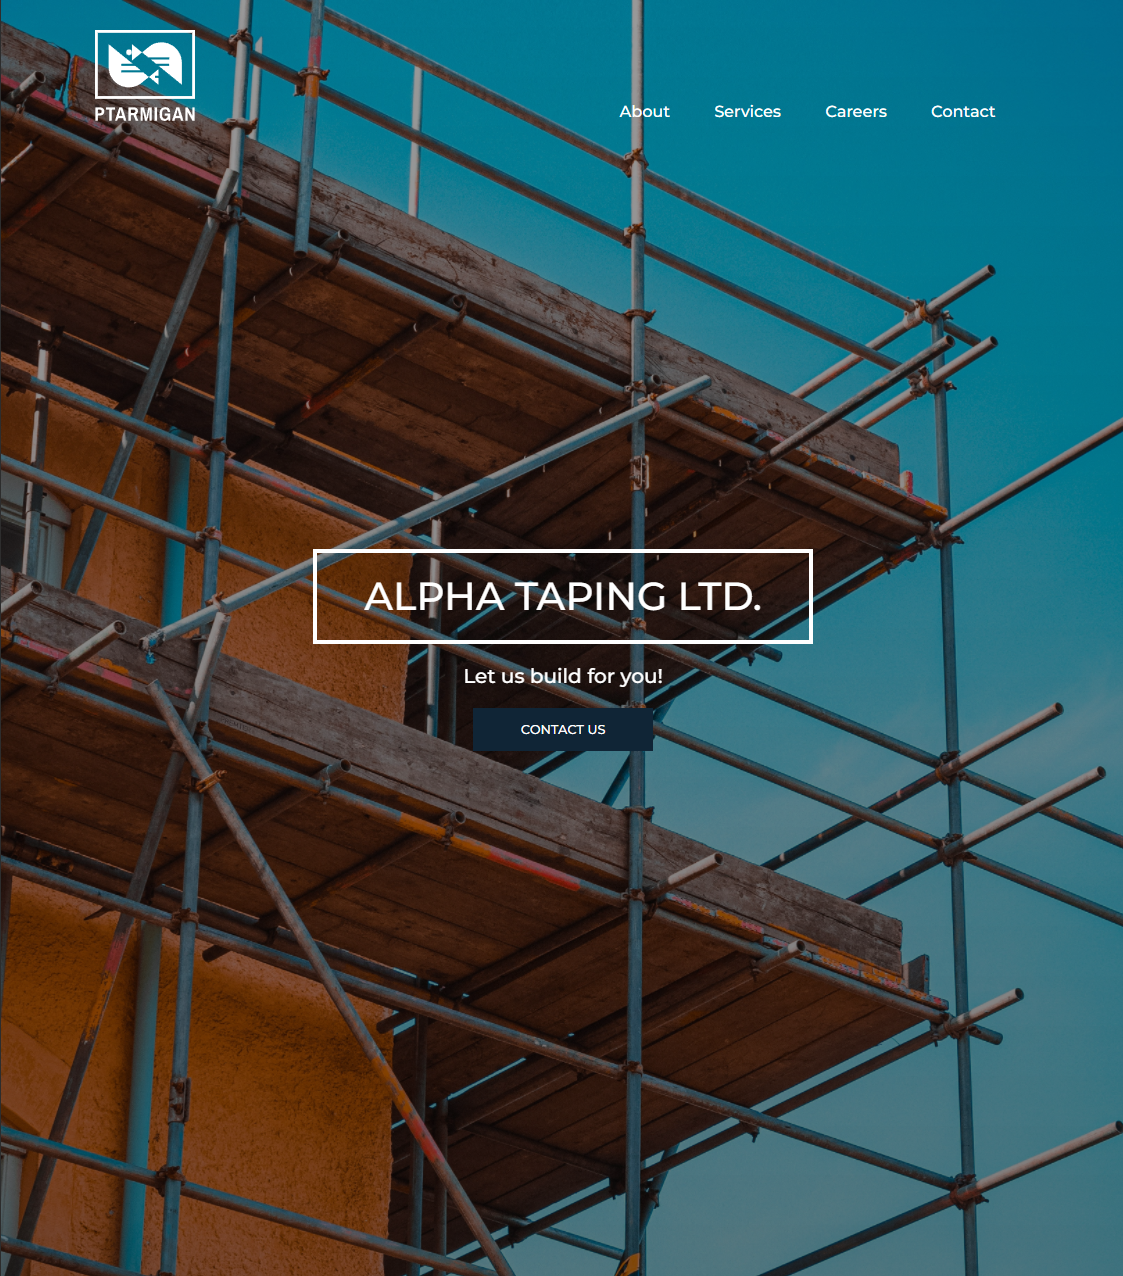 PTARMIGAN
About Services Careers Contact
ALPHA TAPING LTD.
Let us build for you!
CONTACT US